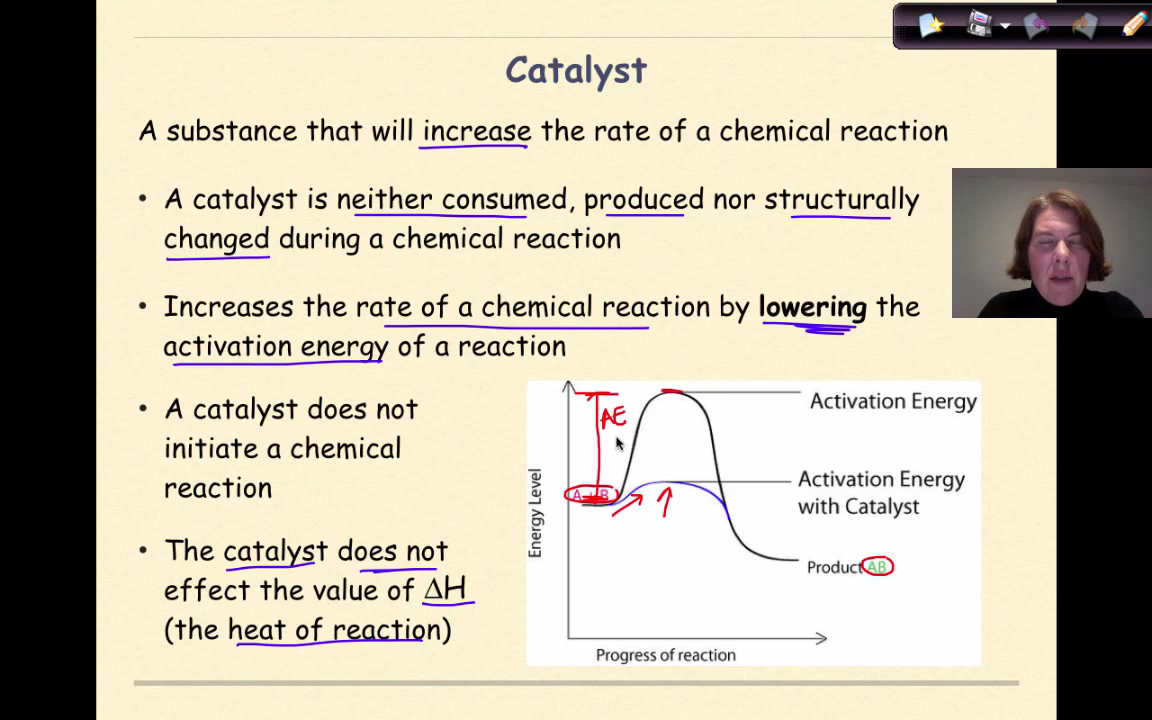 Catalyst
A substance that will increase the rate of a chemical reaction
• A catalyst is neither consumed, produced nor structurally
changed during a chemical reaction
• Increases the rate of a chemical reaction by lowering the
activation energy of a reaction
• A catalyst does not
initiate a chemical
reaction
• The catalyst does not
effect the value of ΔH
(the heat of reaction)
Energy Level
AE
A + B
Activation Energy
Activation Energy
with Catalyst
Product AB
Progress of reaction